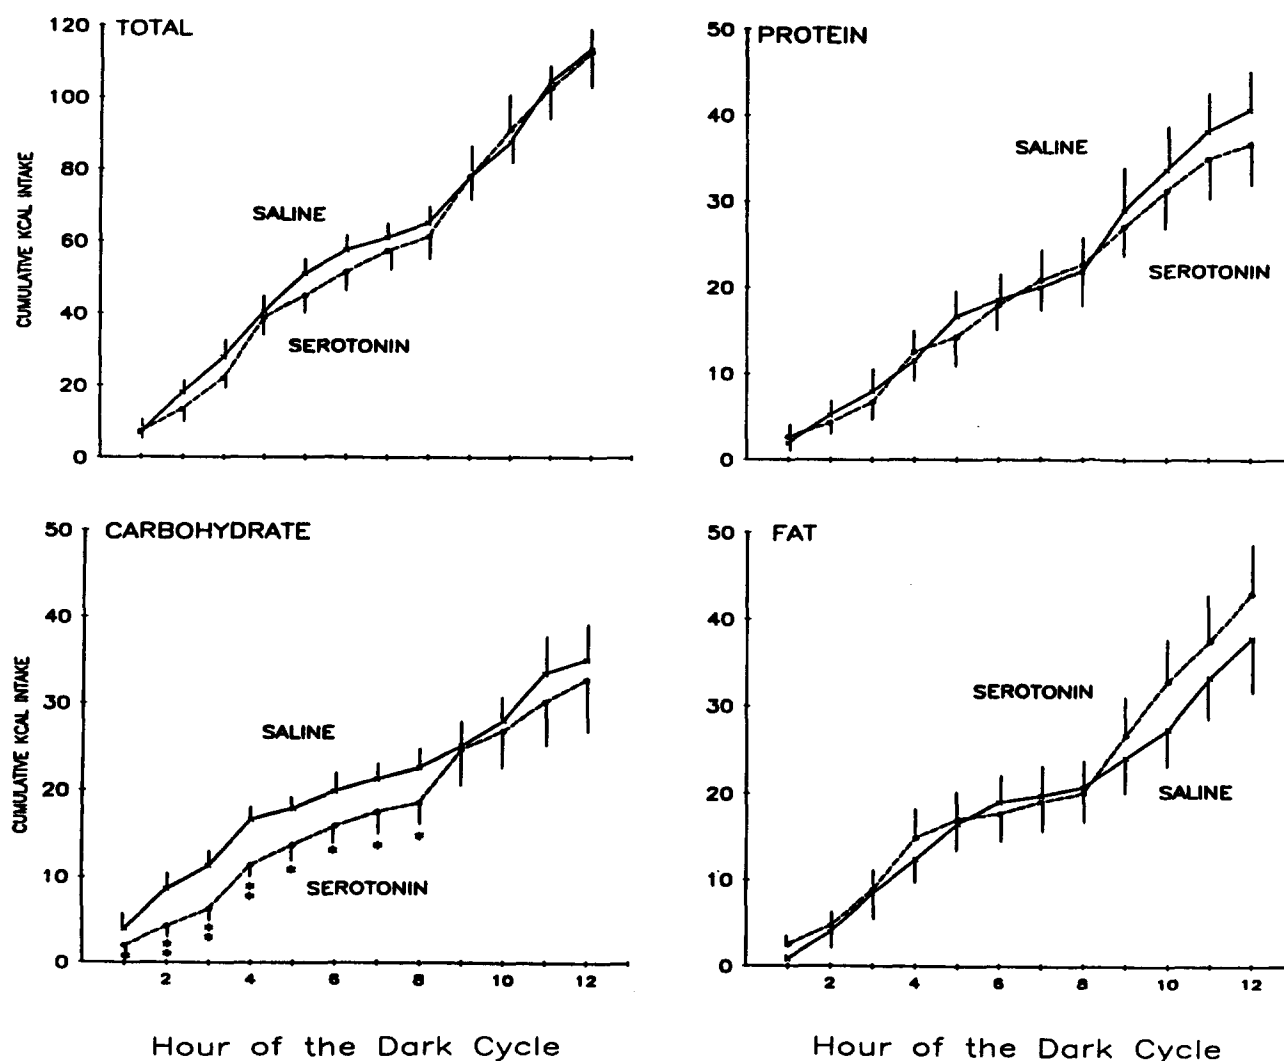 TOTAL
120
100
80
60
40
20
0
CUMULATIVE KCAL INTAKE
SALINE
SEROTONIN
PROTEIN
50
40
30
20
10
0
SALINE
SEROTONIN
CARBOHYDRATE
50
40
30
20
10
0
CUMULATIVE KCAL INTAKE
SALINE
SEROTONIN
* ** ** ** * * * *
2 4 6 8 10 12
Hour of the Dark Cycle
FAT
50
40
30
20
10
0
SEROTONIN
SALINE
2 4 6 8 10 12
Hour of the Dark Cycle